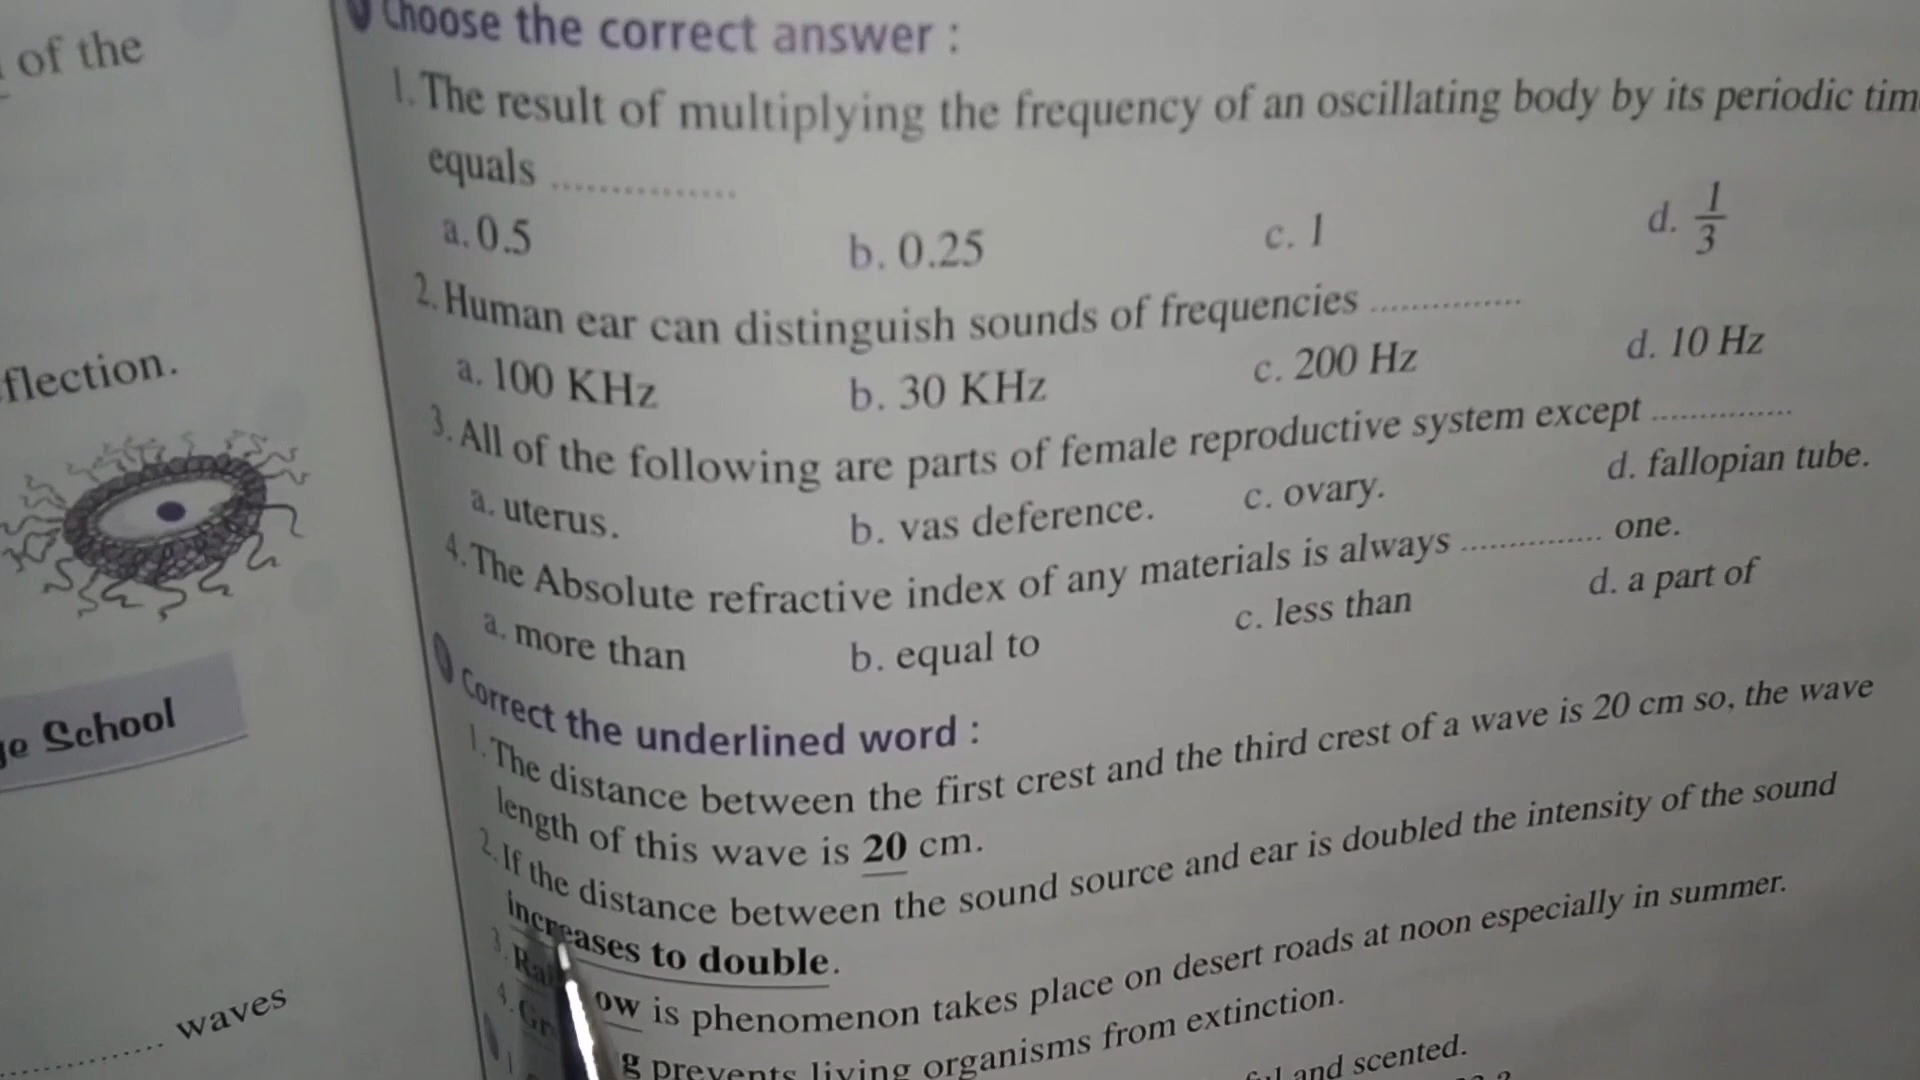 of the
flection.
ge School
waves
Choose the correct answer :
1. The result of multiplying the frequency of an oscillating body by its periodic tim
equals ...............
a. 0.5 b. 0.25 c. 1 d. 1/3
2. Human ear can distinguish sounds of frequencies ...............
a. 100 KHz b. 30 KHz c. 200 Hz d. 10 Hz
3. All of the following are parts of female reproductive system except ...............
a. uterus. b. vas deference. c. ovary. d. fallopian tube.
4. The Absolute refractive index of any materials is always ............... one.
a. more than b. equal to c. less than d. a part of
Correct the underlined word :
1. The distance between the first crest and the third crest of a wave is 20 cm so, the wave
length of this wave is 20 cm.
2. If the distance between the sound source and ear is doubled the intensity of the sound
increases to double.
3. ow is phenomenon takes place on desert roads at noon especially in summer.
4. g prevents living organisms from extinction.
and scented.